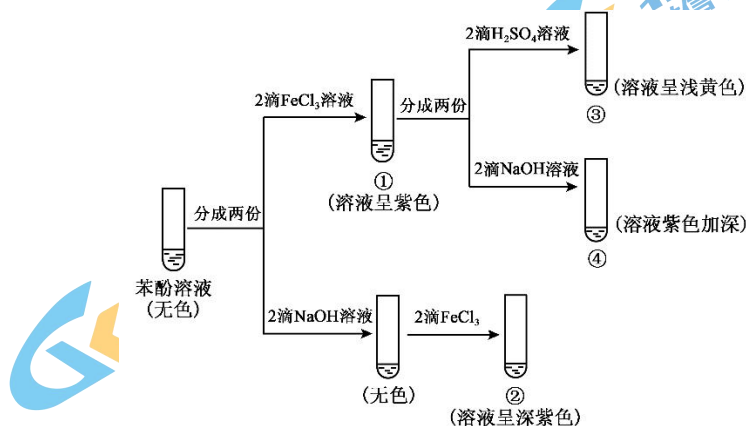 2滴H₂SO₄溶液
(溶液呈浅黄色)
③
2滴FeCl₃溶液
分成两份
①
(溶液呈紫色)
2滴NaOH溶液
(溶液紫色加深)
④
分成两份
苯酚溶液
(无色)
2滴NaOH溶液
(无色)
2滴FeCl₃
②
(溶液呈深紫色)